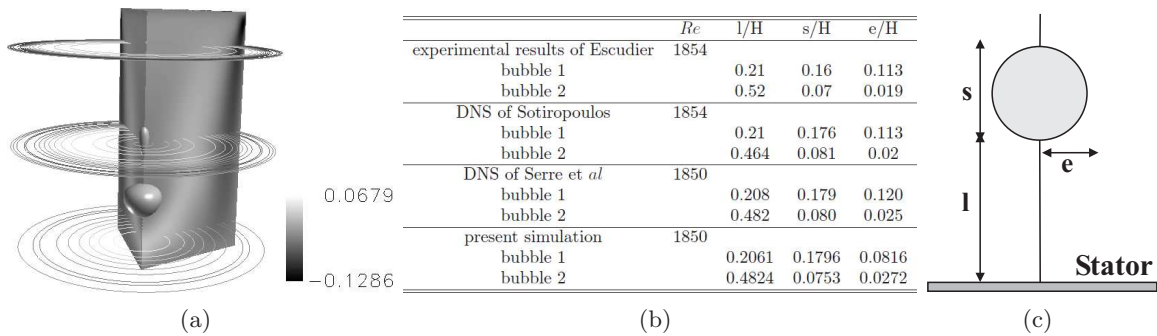 0.0679
−0.1286
(a)
Re l/H s/H e/H
experimental results of Escudier 1854
bubble 1 0.21 0.16 0.113
bubble 2 0.52 0.07 0.019
DNS of Sotiropoulos 1854
bubble 1 0.21 0.176 0.113
bubble 2 0.464 0.081 0.02
DNS of Serre et al 1850
bubble 1 0.208 0.179 0.120
bubble 2 0.482 0.080 0.025
present simulation 1850
bubble 1 0.2061 0.1796 0.0816
bubble 2 0.4824 0.0753 0.0272
(b)
s
e
l
Stator
(c)